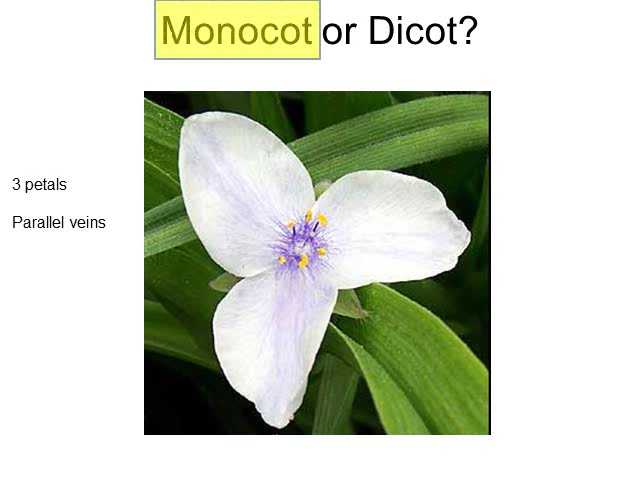 Monocot or Dicot?
3 petals
Parallel veins